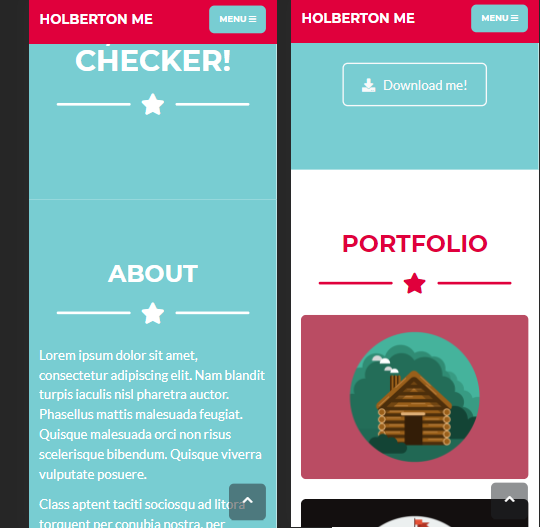 HOLBERTON ME
MENU
CHECKER!
ABOUT
Lorem ipsum dolor sit amet,
consectetur adipiscing elit. Nam blandit
turpis iaculis nisl pharetra auctor.
Phasellus mattis malesuada feugiat.
Quisque malesuada orci non risus
scelerisque bibendum. Quisque viverra
vulputate posuere.
Class aptent taciti sociosqu ad litora
torquent per conubia nostra, per
HOLBERTON ME
MENU
Download me!
PORTFOLIO